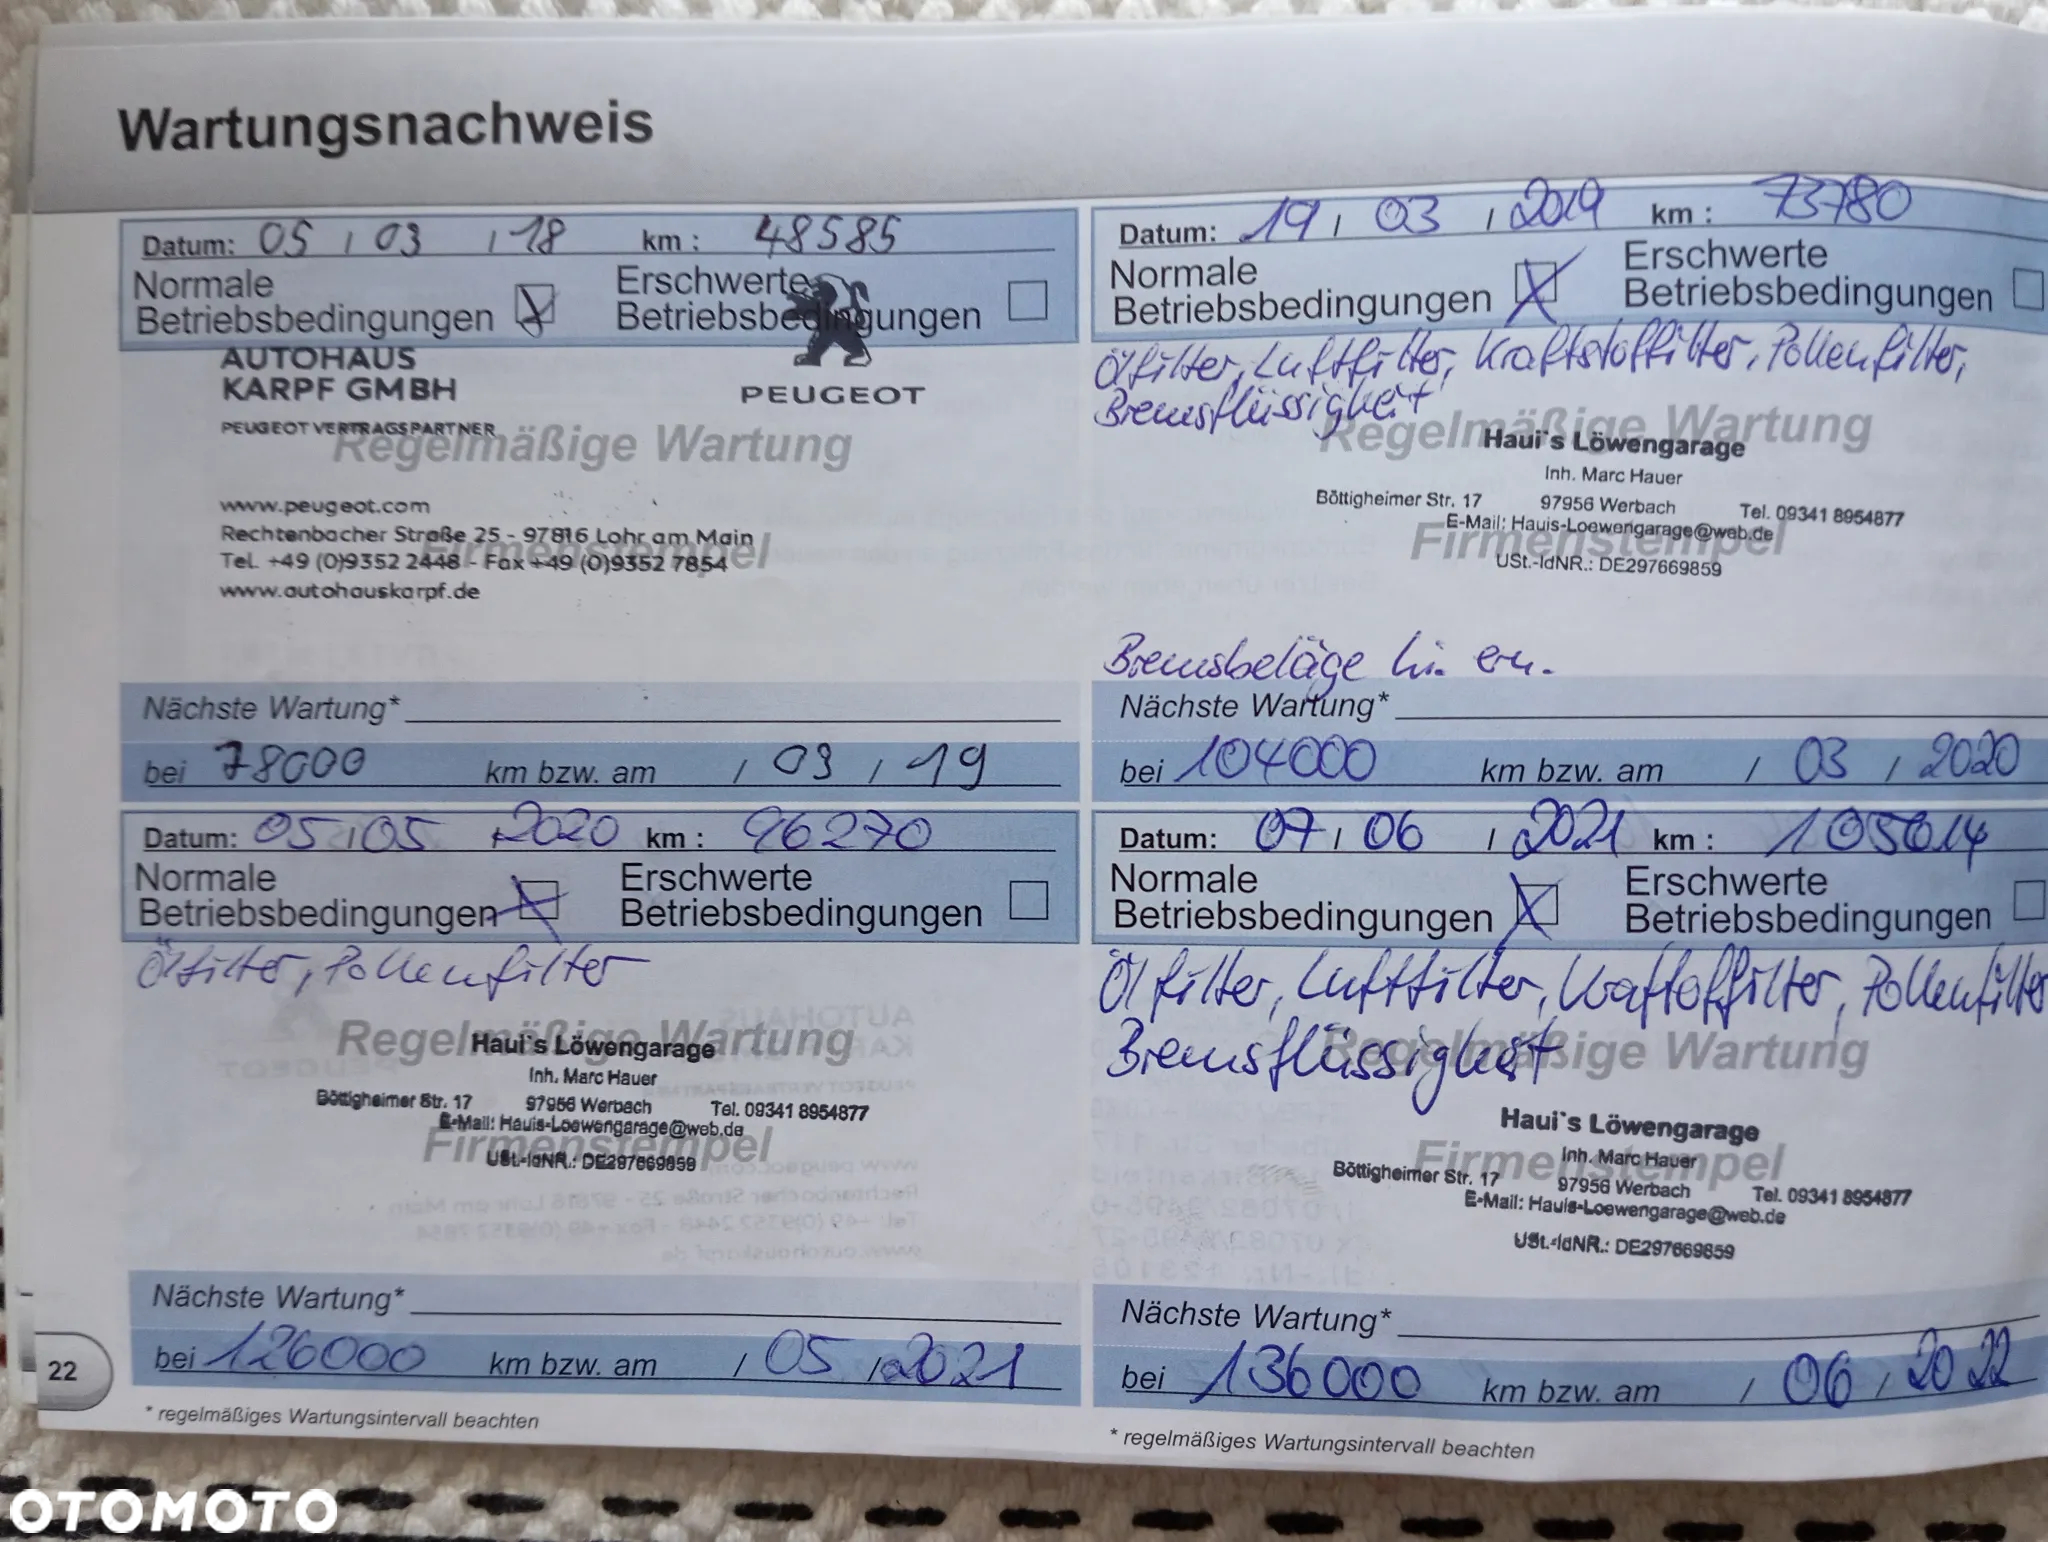 Wartungsnachweis
Datum: 05 / 03 / 18 km : 48585
Normale Betriebsbedingungen
Erschwerte Betriebsbedingungen
AUTOHAUS
KARPF GMBH
PEUGEOT VERTRAGSPARTNER
PEUGEOT
Regelmäßige Wartung
www.peugeot.com
Rechtenbacher Straße 25 - 97816 Lohr am Main
Firmenstempel
Tel. +49 (0)9352 2448 - Fax +49 (0)9352 7854
www.autohauskarpf.de
Nächste Wartung*
bei 78000 km bzw. am / 03 / 19
Datum: 19 / 03 / 2019 km : 73780
Normale Betriebsbedingungen
Erschwerte Betriebsbedingungen
Ölfilter, Luftfilter, Kraftstoffilter, Pollenfilter,
Bremsflüssigkeit
Regelmäßige Wartung
Haui`s Löwengarage
Inh. Marc Hauer
Böttigheimer Str. 17 97956 Werbach Tel. 09341 8954877
E-Mail: Hauis-Loewengarage@web.de
Firmenstempel
USt.-IdNR.: DE297669859
Bremsbeläge hi. ern.
Nächste Wartung*
bei 104000 km bzw. am / 03 / 2020
Datum: 05 / 05 / 2020 km : 96270
Normale Betriebsbedingungen
Erschwerte Betriebsbedingungen
Ölfilter, Pollenfilter
Regelmäßige Wartung
Haui`s Löwengarage
Inh. Marc Hauer
Böttigheimer Str. 17 97956 Werbach Tel. 09341 8954877
E-Mail: Hauis-Loewengarage@web.de
Firmenstempel
USt.-IdNR.: DE297669859
Nächste Wartung*
bei 126000 km bzw. am / 05 / 2021
* regelmäßiges Wartungsintervall beachten
Datum: 07 / 06 / 2021 km : 105614
Normale Betriebsbedingungen
Erschwerte Betriebsbedingungen
Ölfilter, Luftfilter, Kraftoffilter, Pollenfilter
Bremsflüssigkeit
Regelmäßige Wartung
Haui`s Löwengarage
Inh. Marc Hauer
Firmenstempel
Böttigheimer Str. 17 97956 Werbach Tel. 09341 8954877
E-Mail: Hauis-Loewengarage@web.de
USt.-IdNR.: DE297669859
Nächste Wartung*
bei 136000 km bzw. am / 06 / 2022
* regelmäßiges Wartungsintervall beachten
22
OTOMOTO